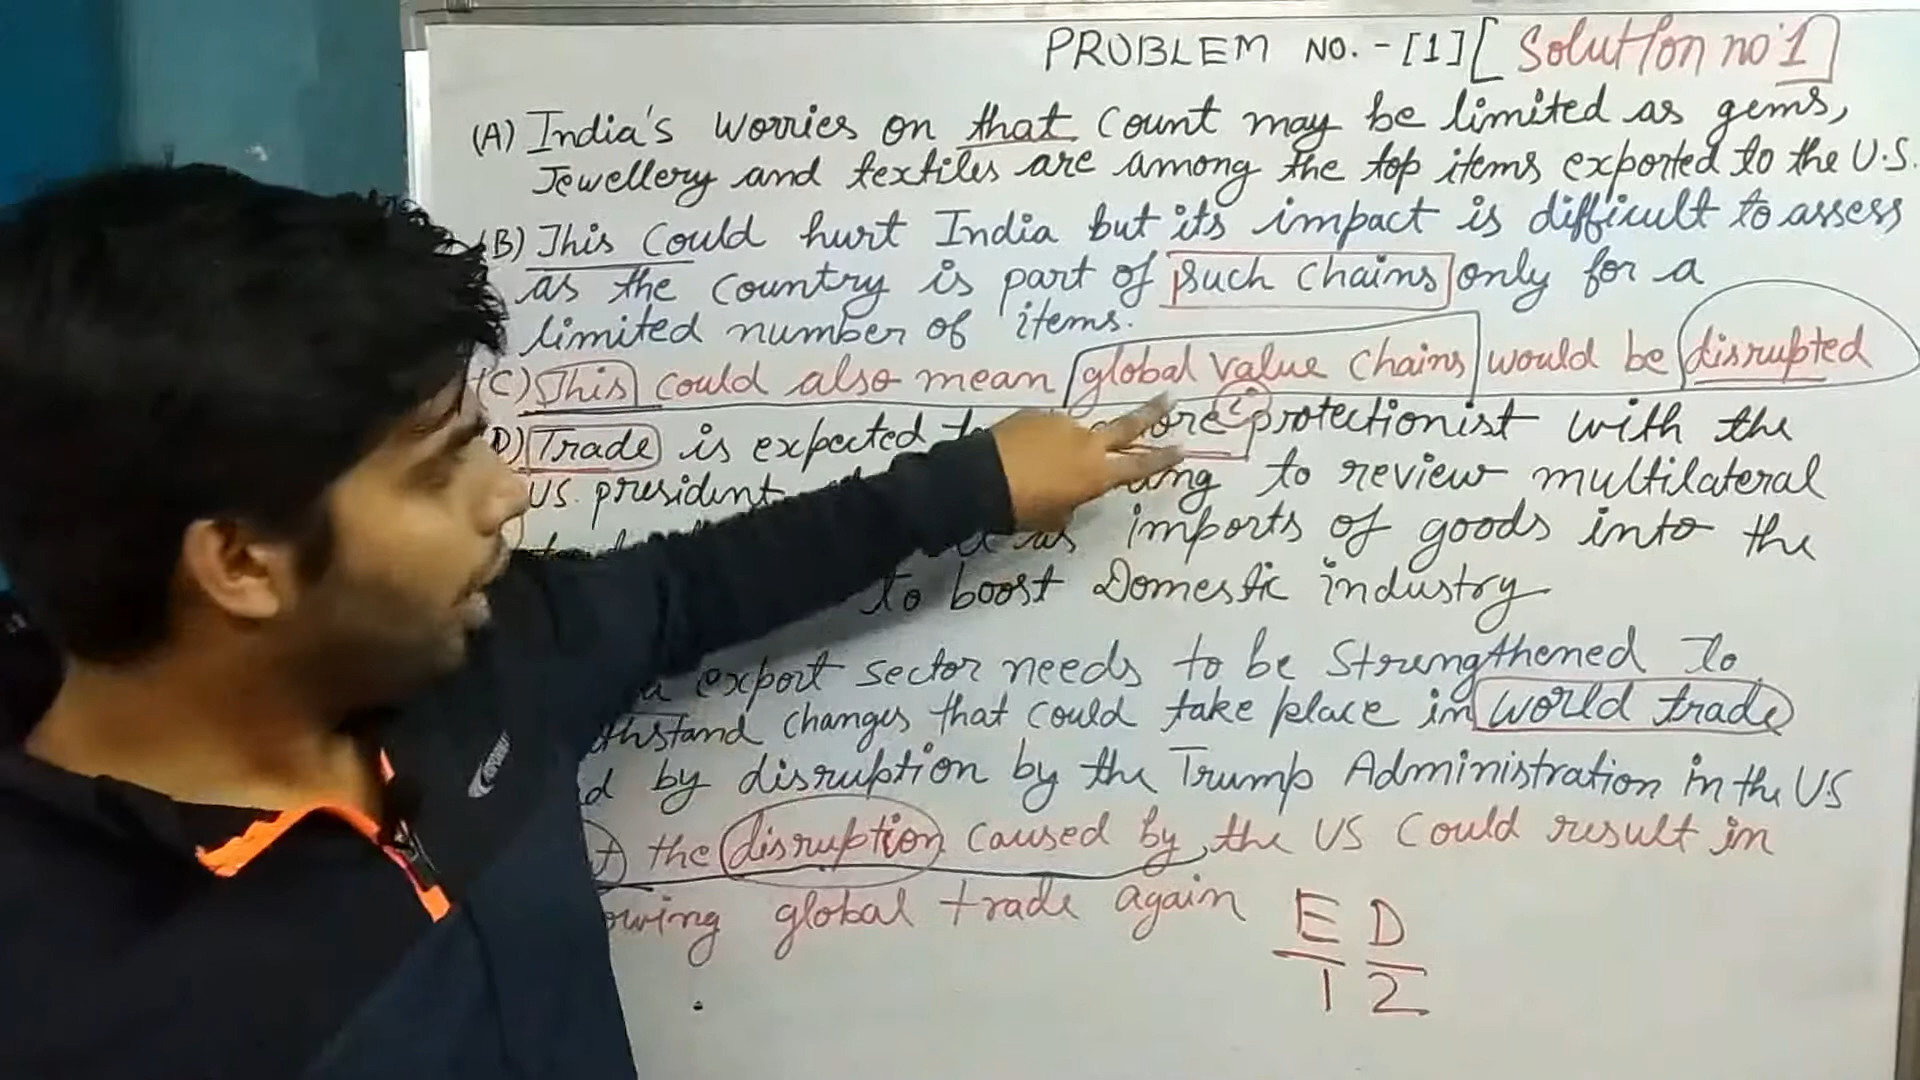 PROBLEM NO. - [1] [Solution no 1]
(A) India's worries on that count may be limited as gems,
Jewellery and textiles are among the top items exported to the U.S.
(B) This could hurt India but its impact is difficult to assess
as the country is part of such chains only for a
limited number of items.
(C) This could also mean global value chains would be disrupted
(D) Trade is expected more protectionist with the
US. president to review multilateral
as imports of goods into the
to boost Domestic industry
export sector needs to be Strengthened To
changes that could take place in world trade
by disruption by the Trump Administration in the US
the disruption caused by the US could result in
global trade again
E D
1 2